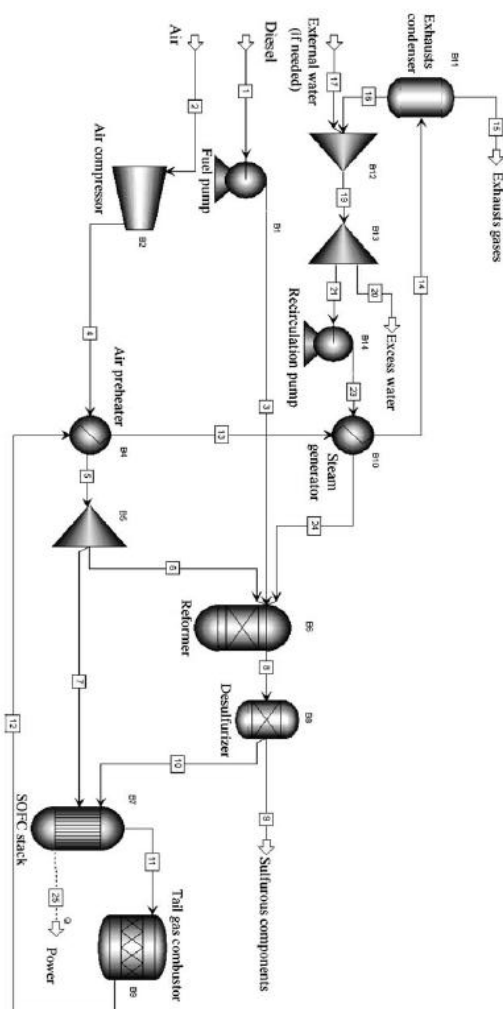 Exhausts gases
15
B11
Exhausts
condenser
14
16
External water
(if needed)
17
B12
19
B13
20
Excess water
21
B14
Recirculation pump
23
B10
Steam
generator
24
B6
Reformer
8
B8
Desulfurizer
9
Sulfurous components
Diesel
1
B1
Fuel pump
3
13
6
10
Air
2
B2
Air compressor
4
Air preheater
B4
5
B5
7
B7
SOFC stack
11
Tail gas combustor
B9
25
Q
Power
12